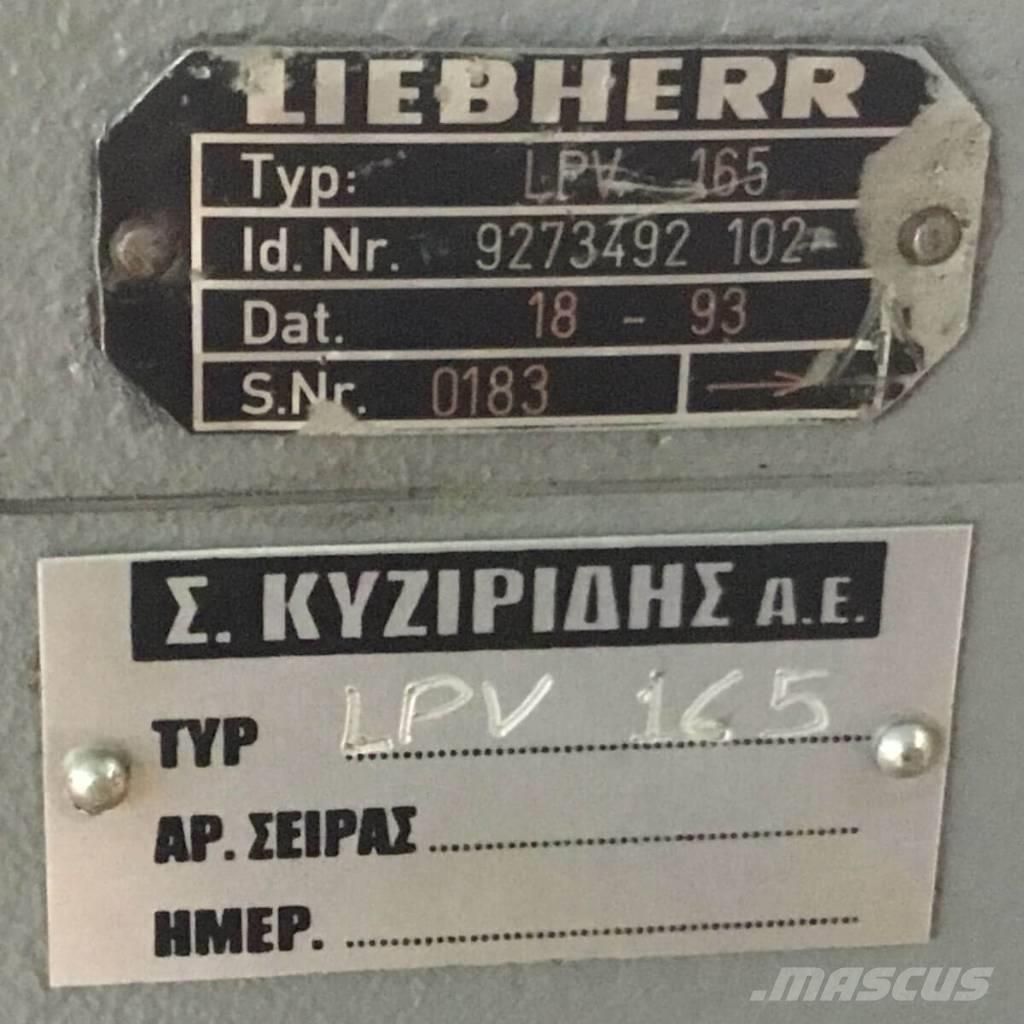 LIEBHERR
Typ: LPV 165
Id. Nr. 9273492 102
Dat. 18 - 93
S.Nr. 0183 →
Σ. ΚΥΖΙΡΙΔΗΣ Α.Ε.
TYP LPV 165
ΑΡ. ΣΕΙΡΑΣ
ΗΜΕΡ.
.mascus